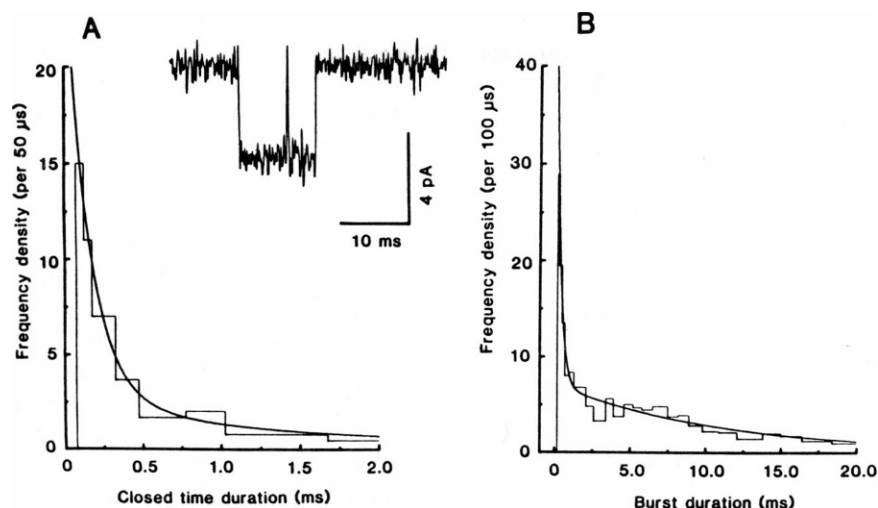 A
B
20
15
10
5
0
Frequency density (per 50 µs)
0
0.5
1.0
1.5
2.0
Closed time duration (ms)
4 pA
10 ms
40
30
20
10
0
Frequency density (per 100 µs)
0
5.0
10.0
15.0
20.0
Burst duration (ms)